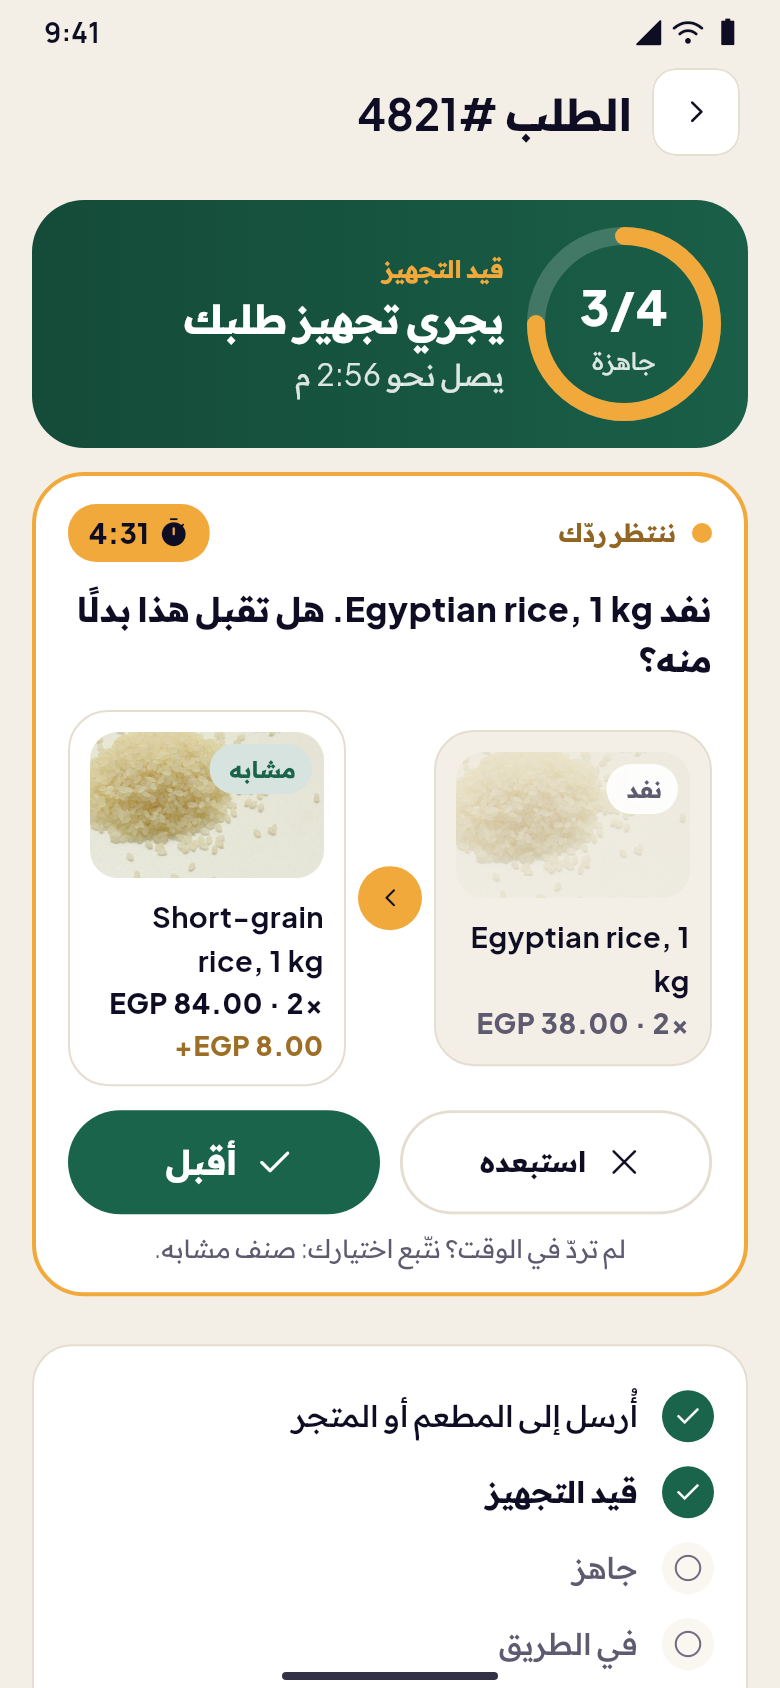 9:41
الطلب #4821
3/4
جاهزة
قيد التجهيز
يجري تجهيز طلبك
يصل نحو 2:56 م
ننتظر ردّك
4:31
نفد Egyptian rice, 1 kg. هل تقبل هذا بدلًا
منه؟
نفد
Egyptian rice, 1
kg
EGP 38.00 · 2×
مشابه
Short-grain
rice, 1 kg
EGP 84.00 · 2×
+EGP 8.00
استبعده
أقبل
لم تردّ في الوقت؟ نتّبع اختيارك: صنف مشابه.
أُرسل إلى المطعم أو المتجر
قيد التجهيز
جاهز
في الطريق